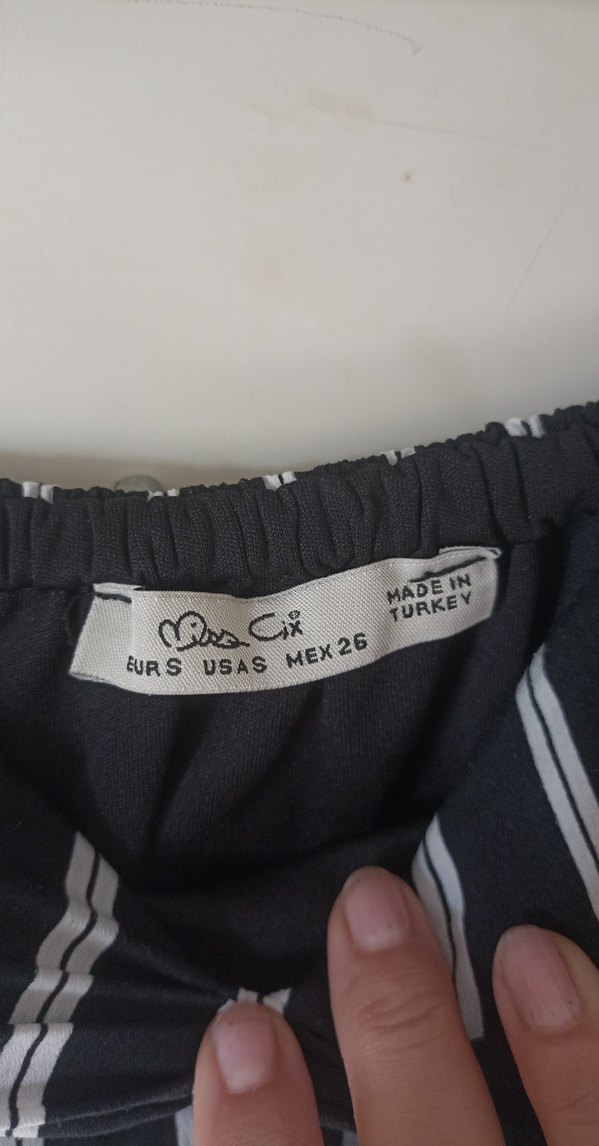 Miss Cix
MADE IN
TURKEY
EUR S USA S MEX 26